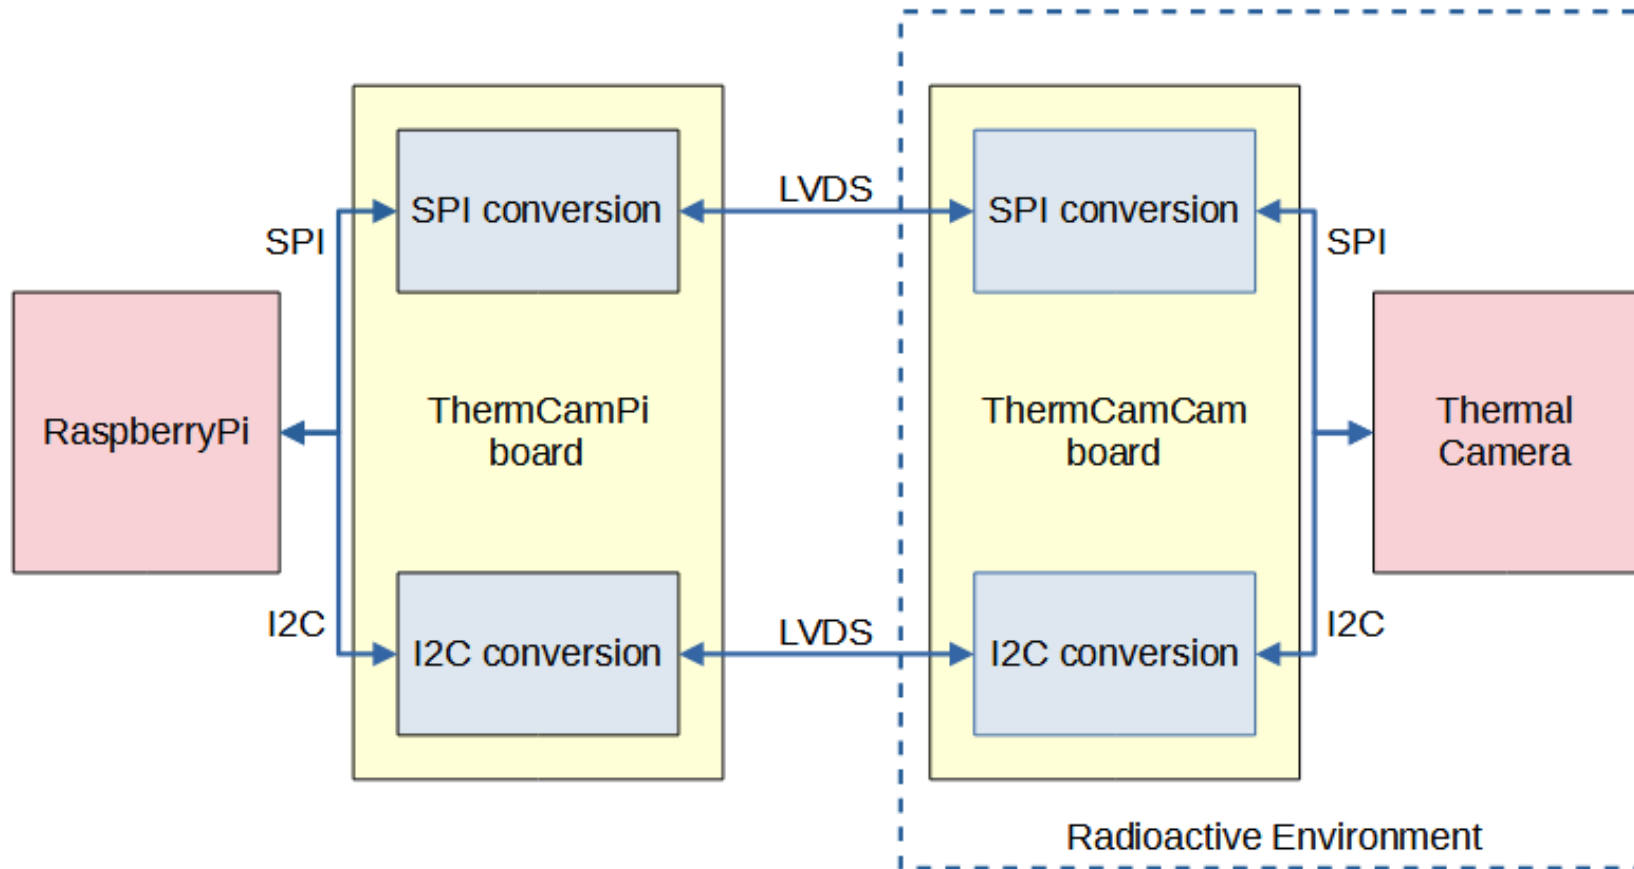 LVDS
SPI conversion
SPI conversion
SPI
SPI
RaspberryPi
ThermCamPi
board
ThermCamCam
board
Thermal
Camera
I2C
LVDS
I2C
I2C conversion
I2C conversion
Radioactive Environment